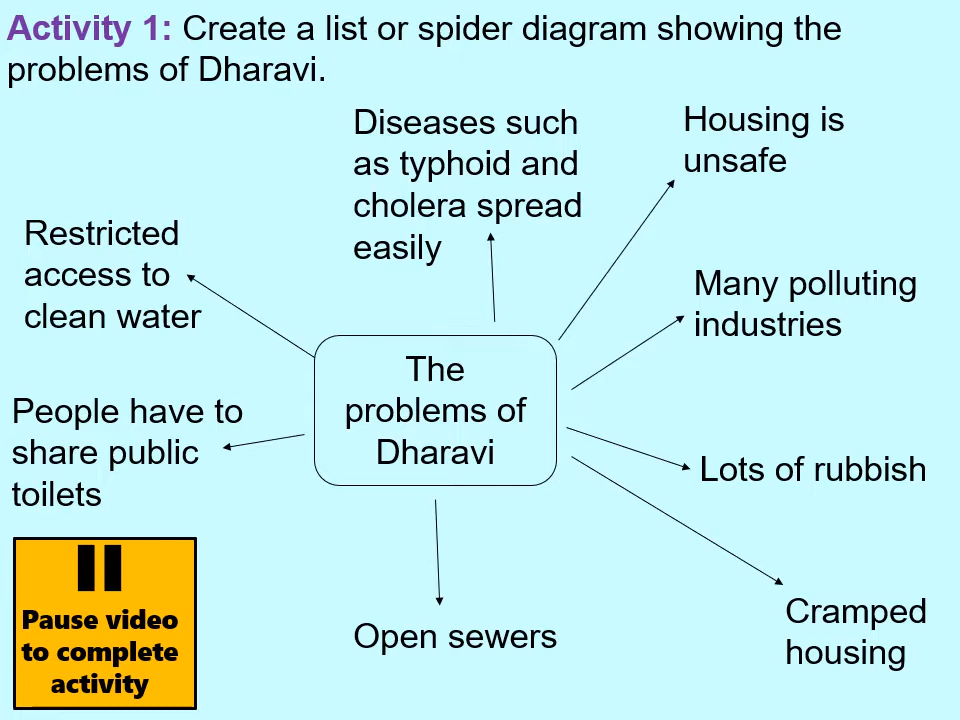 Activity 1: Create a list or spider diagram showing the
problems of Dharavi.
Diseases such
as typhoid and
cholera spread
easily
Housing is
unsafe
Restricted
access to
clean water
Many polluting
industries
The
problems of
Dharavi
People have to
share public
toilets
Lots of rubbish
Open sewers
Cramped
housing
Pause video
to complete
activity